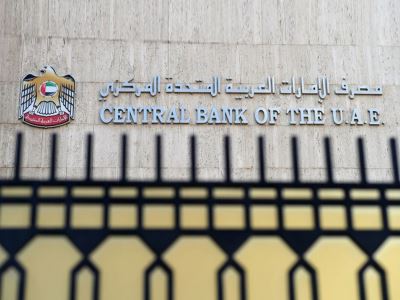 مصرف الإمارات العربية المتحدة المركزي
CENTRAL BANK OF THE U.A.E.